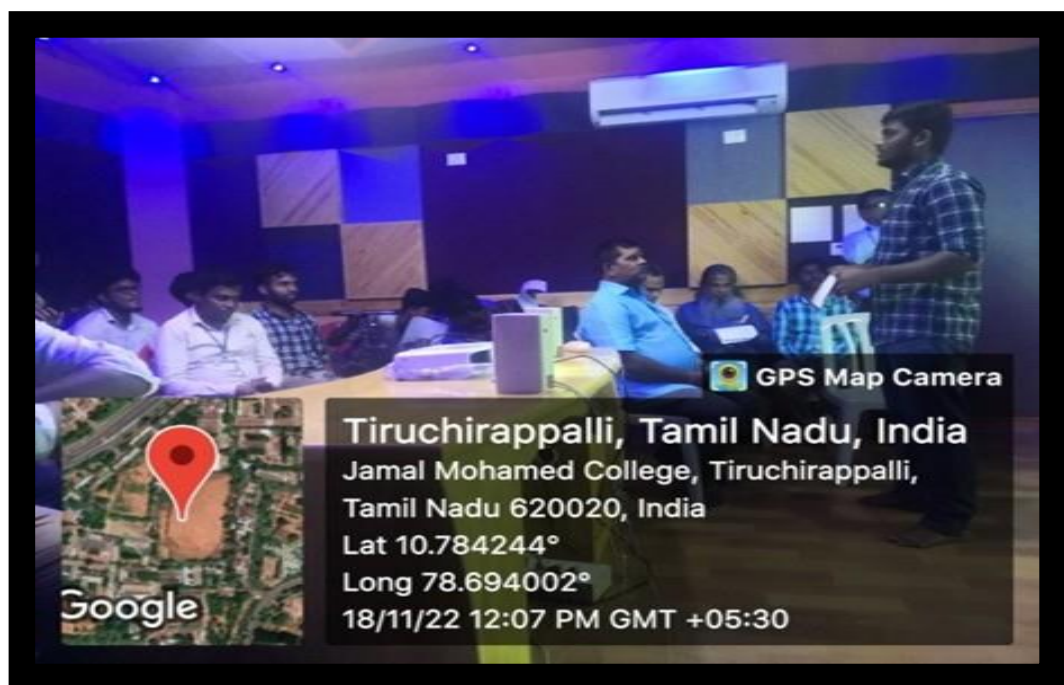 GPS Map Camera
Tiruchirappalli, Tamil Nadu, India
Jamal Mohamed College, Tiruchirappalli,
Tamil Nadu 620020, India
Lat 10.784244°
Long 78.694002°
18/11/22 12:07 PM GMT +05:30
Google